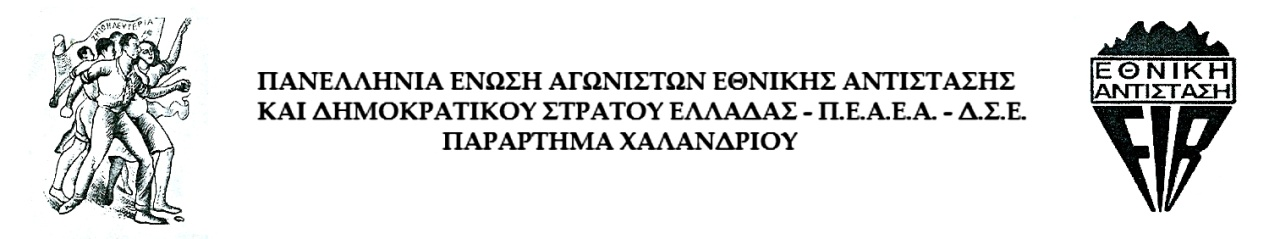 ΠΑΝΕΛΛΗΝΙΑ ΕΝΩΣΗ ΑΓΩΝΙΣΤΩΝ ΕΘΝΙΚΗΣ ΑΝΤΙΣΤΑΣΗΣ
ΚΑΙ ΔΗΜΟΚΡΑΤΙΚΟΥ ΣΤΡΑΤΟΥ ΕΛΛΑΔΑΣ - Π.Ε.Α.Ε.Α. - Δ.Σ.Ε.
ΠΑΡΑΡΤΗΜΑ ΧΑΛΑΝΔΡΙΟΥ
ΕΘΝΙΚΗ
ΑΝΤΙΣΤΑΣΗ
FIR